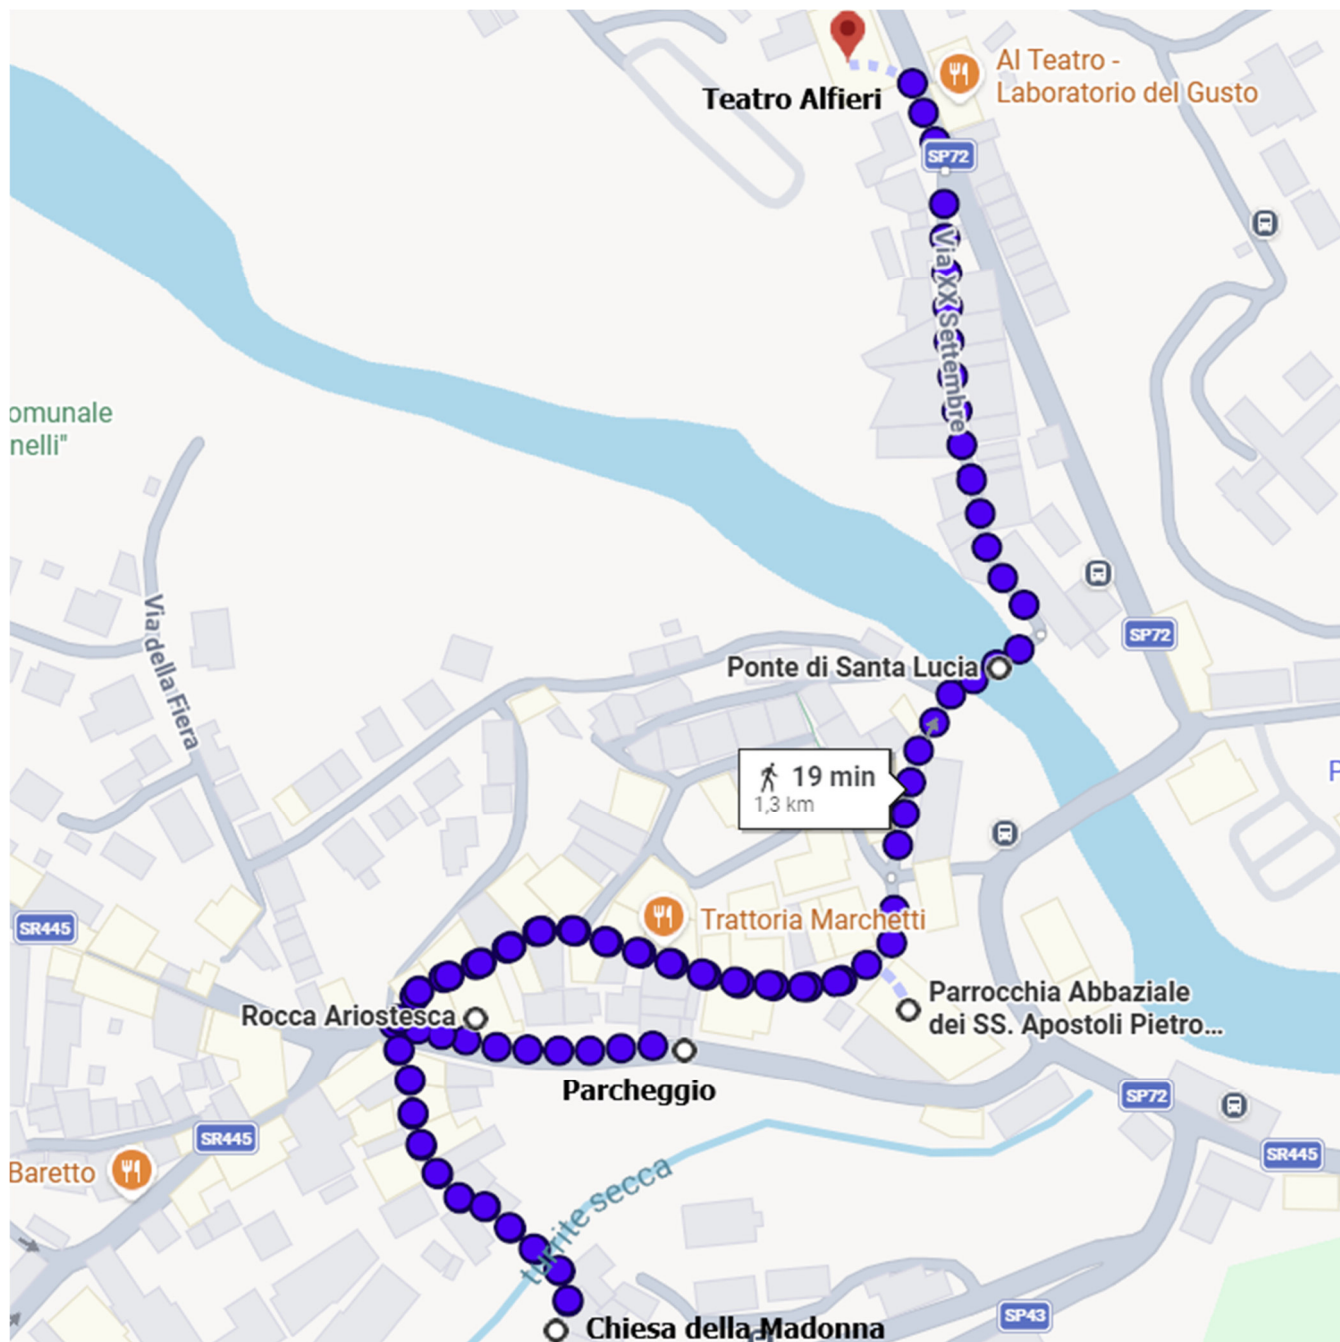 Al Teatro -
Laboratorio del Gusto
Teatro Alfieri
SP72
Via XX Settembre
omunale
nelli"
Via della Fiera
SP72
Ponte di Santa Lucia
19 min
1,3 km
P
SR445
Trattoria Marchetti
Parrocchia Abbaziale
dei SS. Apostoli Pietro...
Rocca Ariostesca
Parcheggio
SP72
SR445
SR445
Baretto
turrite secca
SP43
Chiesa della Madonna